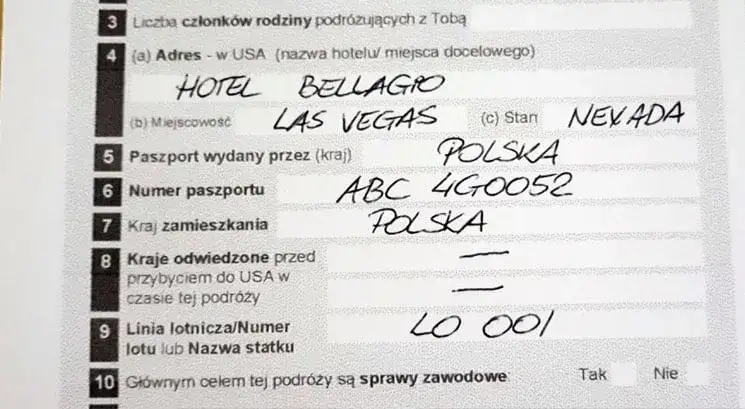 3 Liczba członków rodziny podróżujących z Tobą
4 (a) Adres - w USA (nazwa hotelu/ miejsca docelowego)
HOTEL BELLAGIO
(b) Miejscowość LAS VEGAS (c) Stan NEVADA
5 Paszport wydany przez (kraj) POLSKA
6 Numer paszportu ABC 4G0052
7 Kraj zamieszkania POLSKA
8 Kraje odwiedzone przed —
przybyciem do USA w
czasie tej podróży —
9 Linia lotnicza/Numer LO 001
lotu lub Nazwa statku
10 Głównym celem tej podróży są sprawy zawodowe: Tak Nie